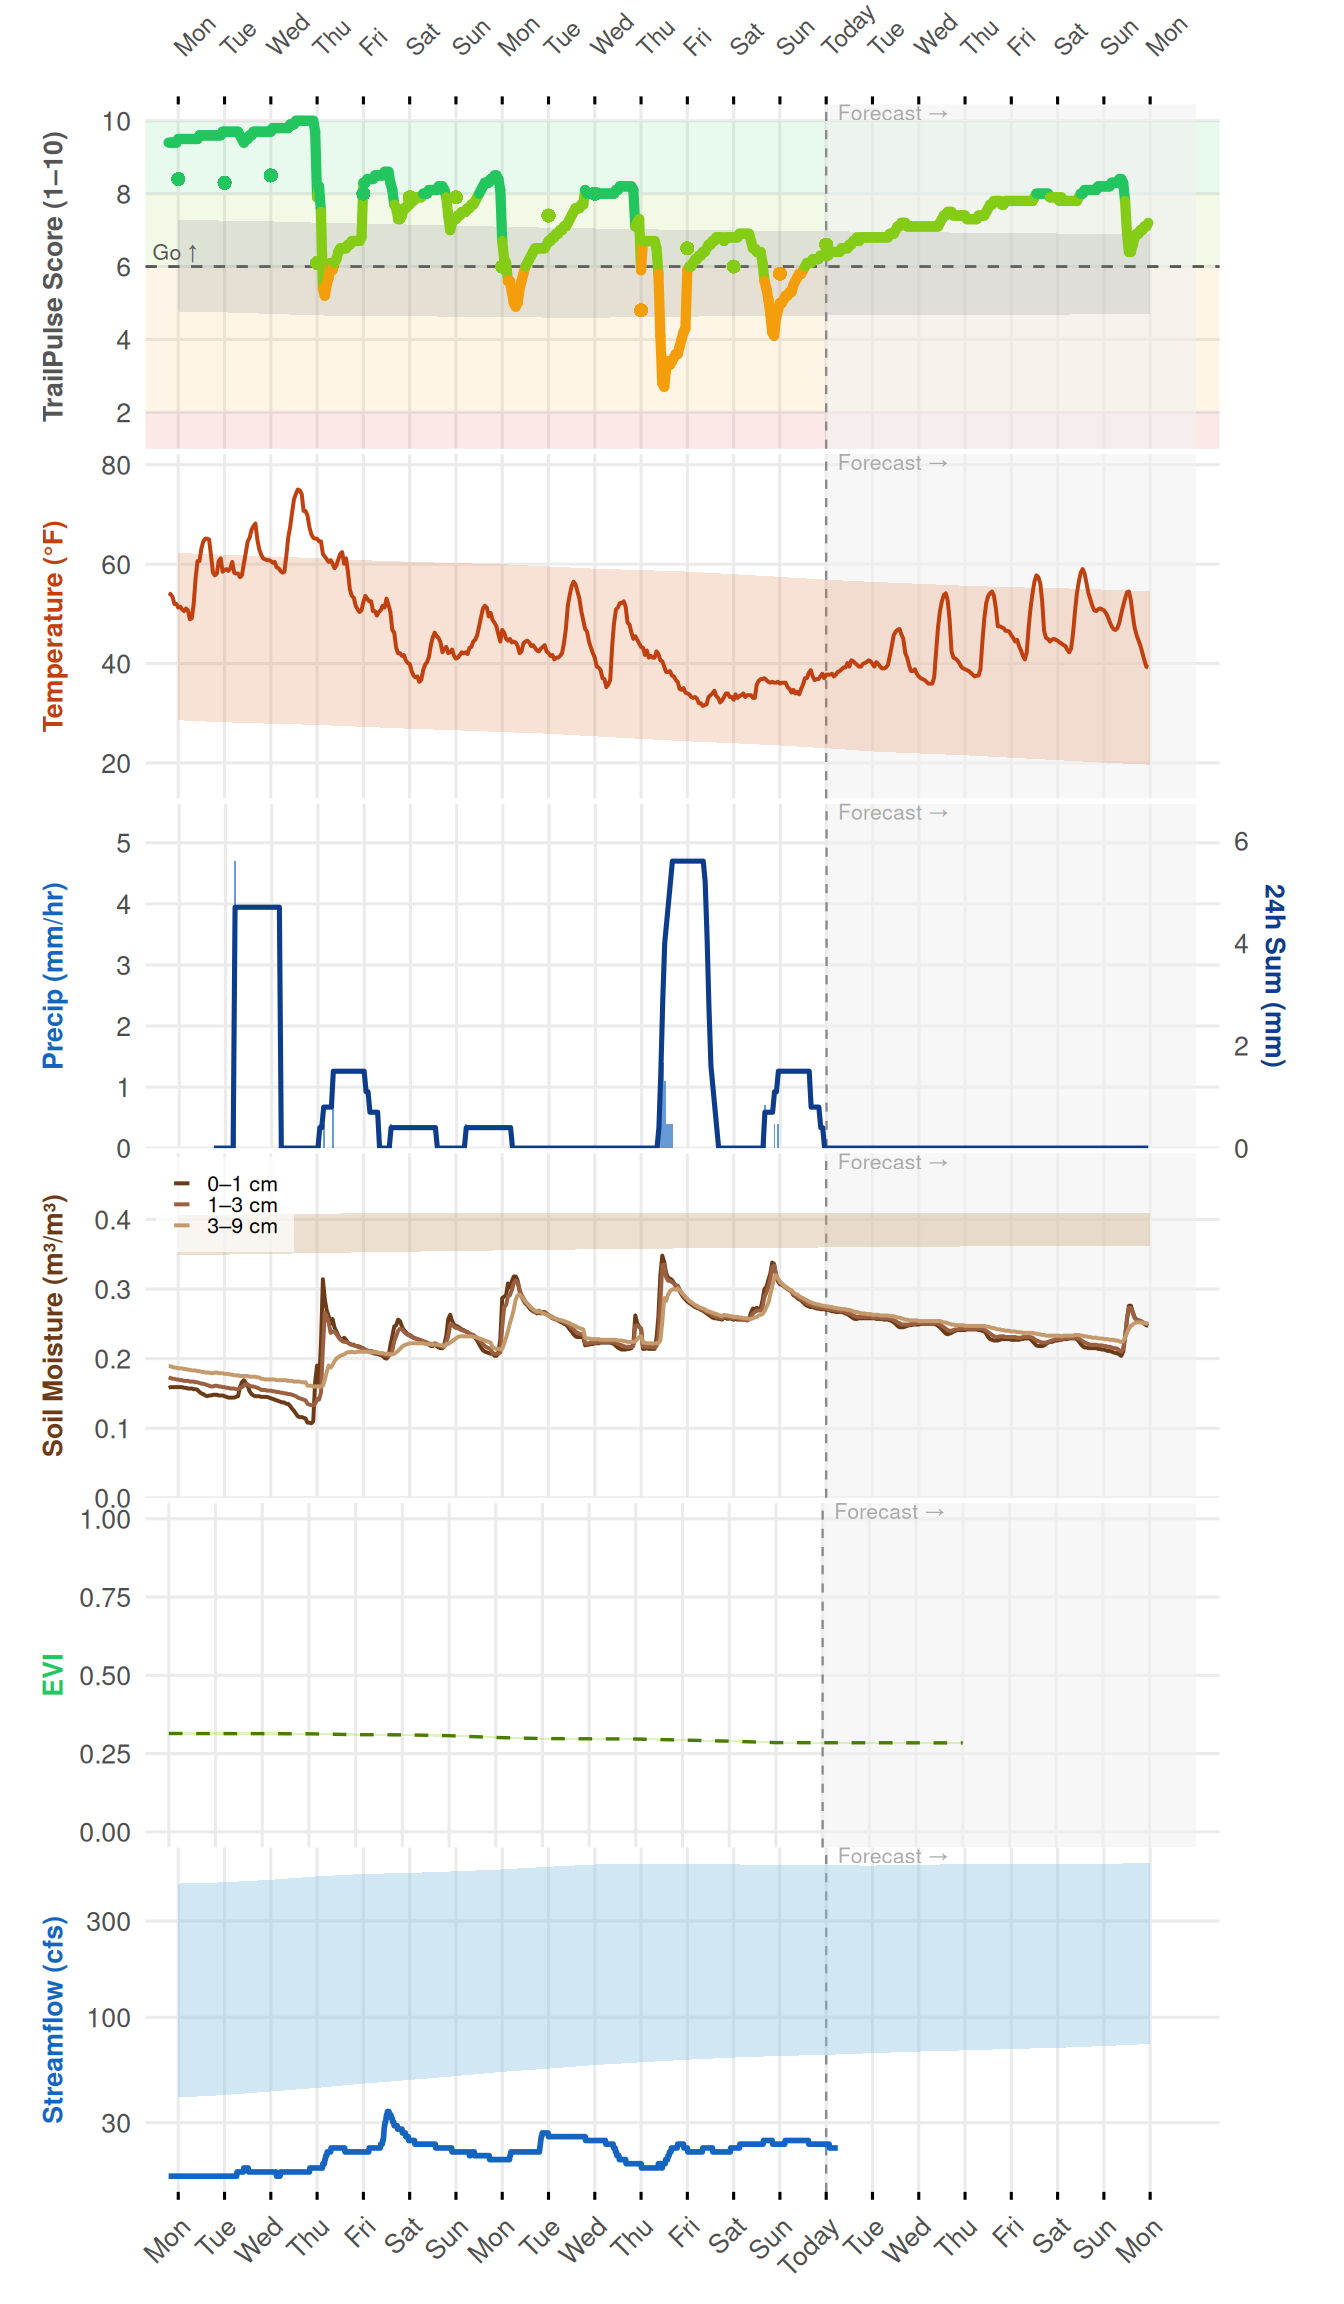 Mon Tue Wed Thu Fri Sat Sun Mon Tue Wed Thu Fri Sat Sun Today Tue Wed Thu Fri Sat Sun Mon
TrailPulse Score (1–10)
10
8
6
4
2
Go ↑
Forecast →
Temperature (°F)
80
60
40
20
Forecast →
Precip (mm/hr)
5
4
3
2
1
0
Forecast →
24h Sum (mm)
6
4
2
0
Soil Moisture (m³/m³)
0.4
0.3
0.2
0.1
0.0
0–1 cm
1–3 cm
3–9 cm
Forecast →
EVI
1.00
0.75
0.50
0.25
0.00
Forecast →
Streamflow (cfs)
300
100
30
Forecast →
Mon Tue Wed Thu Fri Sat Sun Mon Tue Wed Thu Fri Sat Sun Today Tue Wed Thu Fri Sat Sun Mon